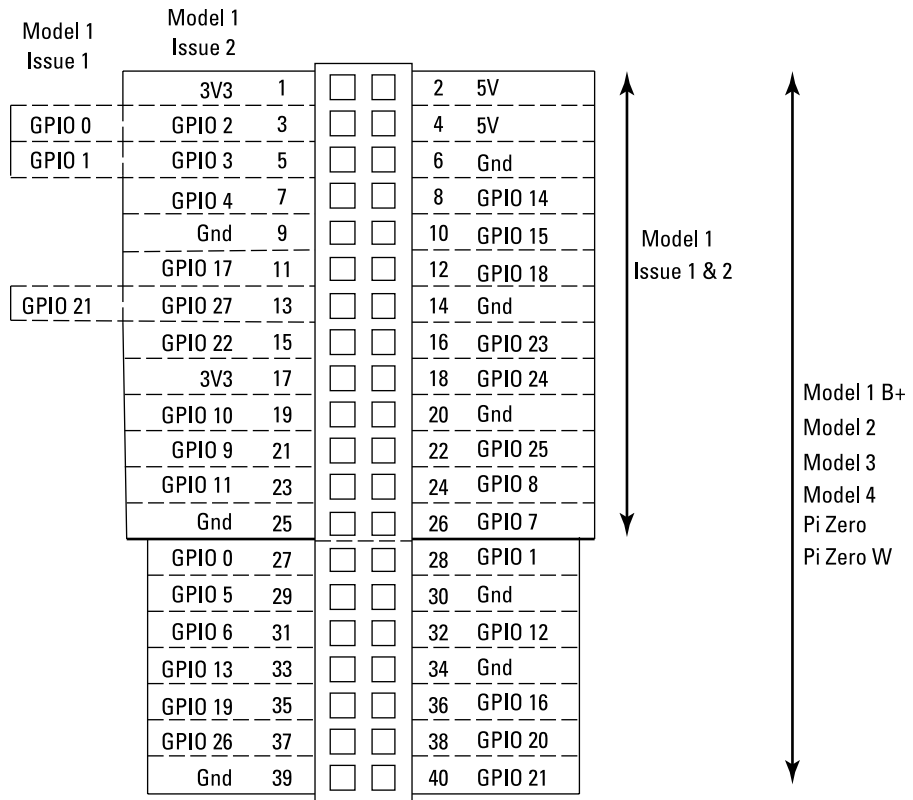 Model 1
Issue 1
Model 1
Issue 2
3V3 1 2 5V
GPIO 0 GPIO 2 3 4 5V
GPIO 1 GPIO 3 5 6 Gnd
GPIO 4 7 8 GPIO 14
Gnd 9 10 GPIO 15
GPIO 17 11 12 GPIO 18
GPIO 21 GPIO 27 13 14 Gnd
GPIO 22 15 16 GPIO 23
3V3 17 18 GPIO 24
GPIO 10 19 20 Gnd
GPIO 9 21 22 GPIO 25
GPIO 11 23 24 GPIO 8
Gnd 25 26 GPIO 7
GPIO 0 27 28 GPIO 1
GPIO 5 29 30 Gnd
GPIO 6 31 32 GPIO 12
GPIO 13 33 34 Gnd
GPIO 19 35 36 GPIO 16
GPIO 26 37 38 GPIO 20
Gnd 39 40 GPIO 21
Model 1
Issue 1 & 2
Model 1 B+
Model 2
Model 3
Model 4
Pi Zero
Pi Zero W